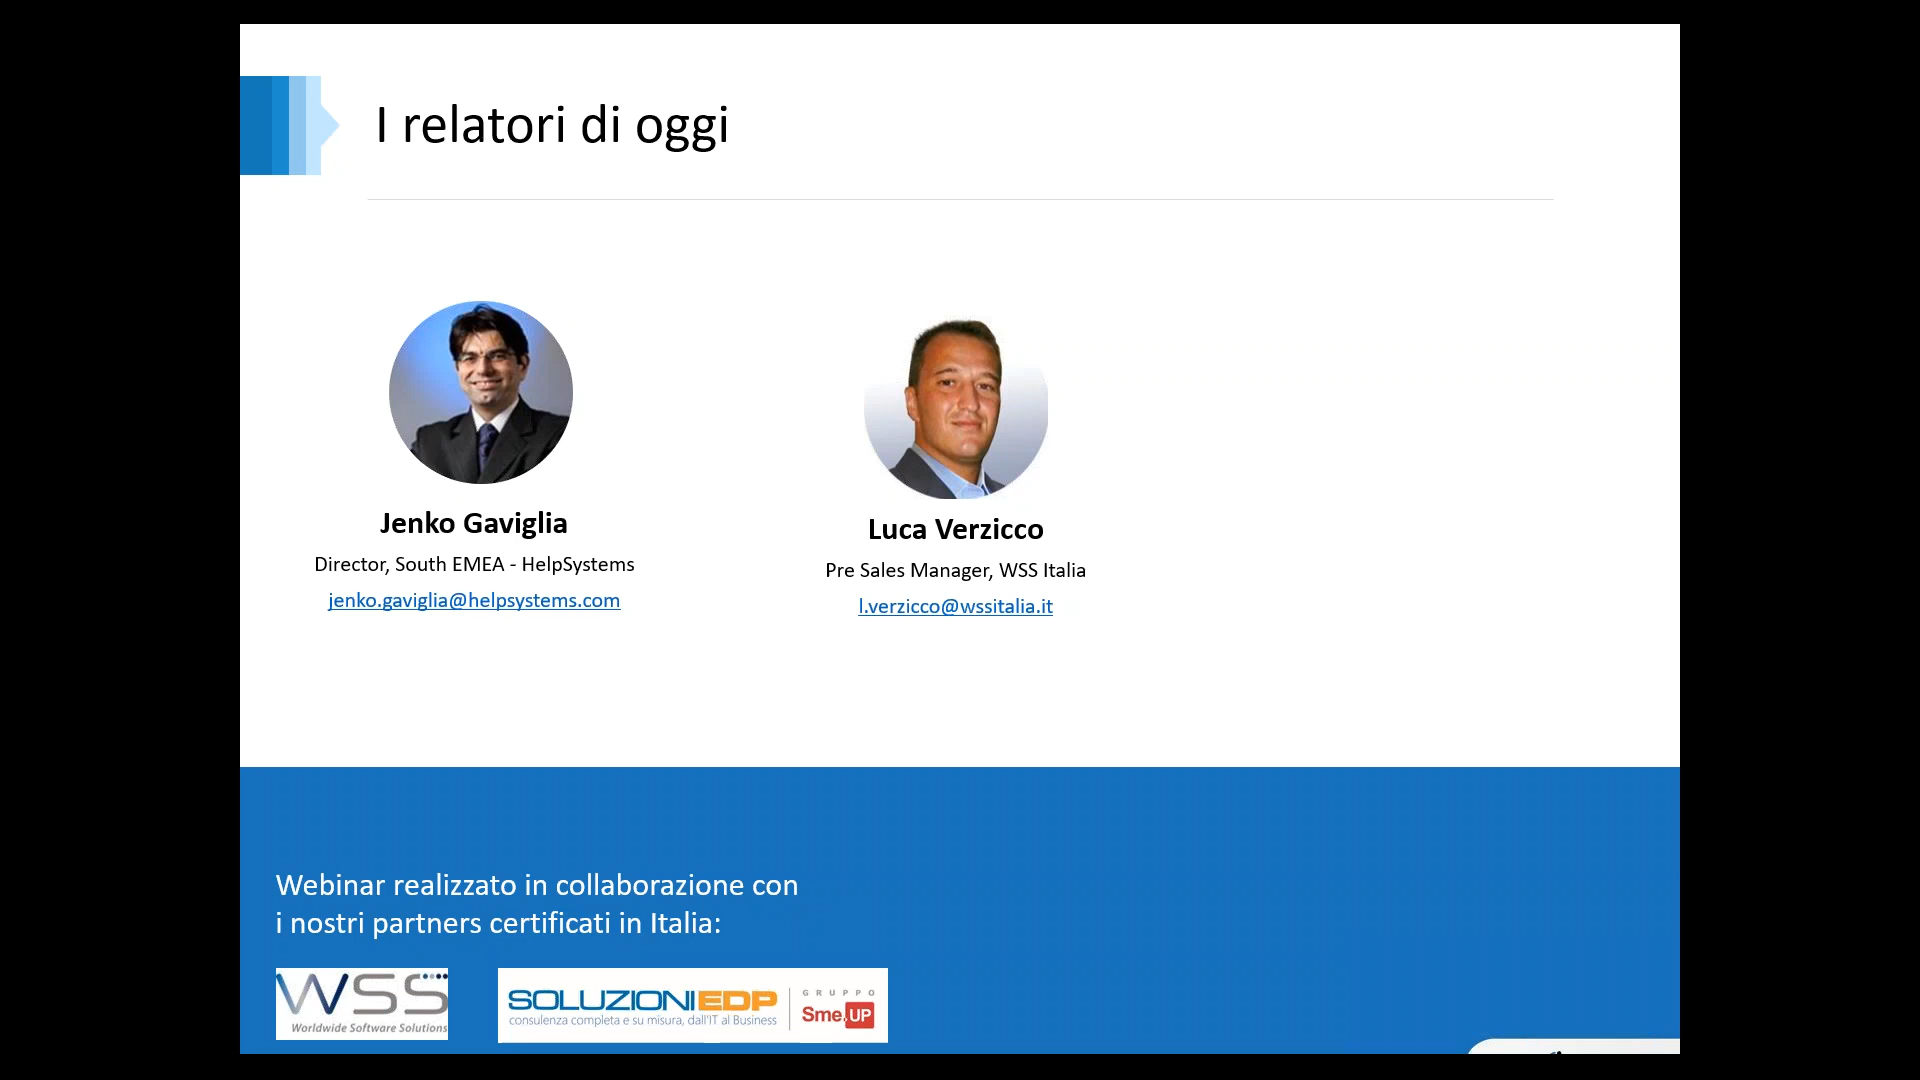 I relatori di oggi
Jenko Gaviglia
Director, South EMEA - HelpSystems
jenko.gaviglia@helpsystems.com
Luca Verzicco
Pre Sales Manager, WSS Italia
l.verzicco@wssitalia.it
Webinar realizzato in collaborazione con
i nostri partners certificati in Italia:
WSS
Worldwide Software Solutions
SOLUZIONIEDP
consulenza completa e su misura, dall'IT al Business
GRUPPO
Sme.UP